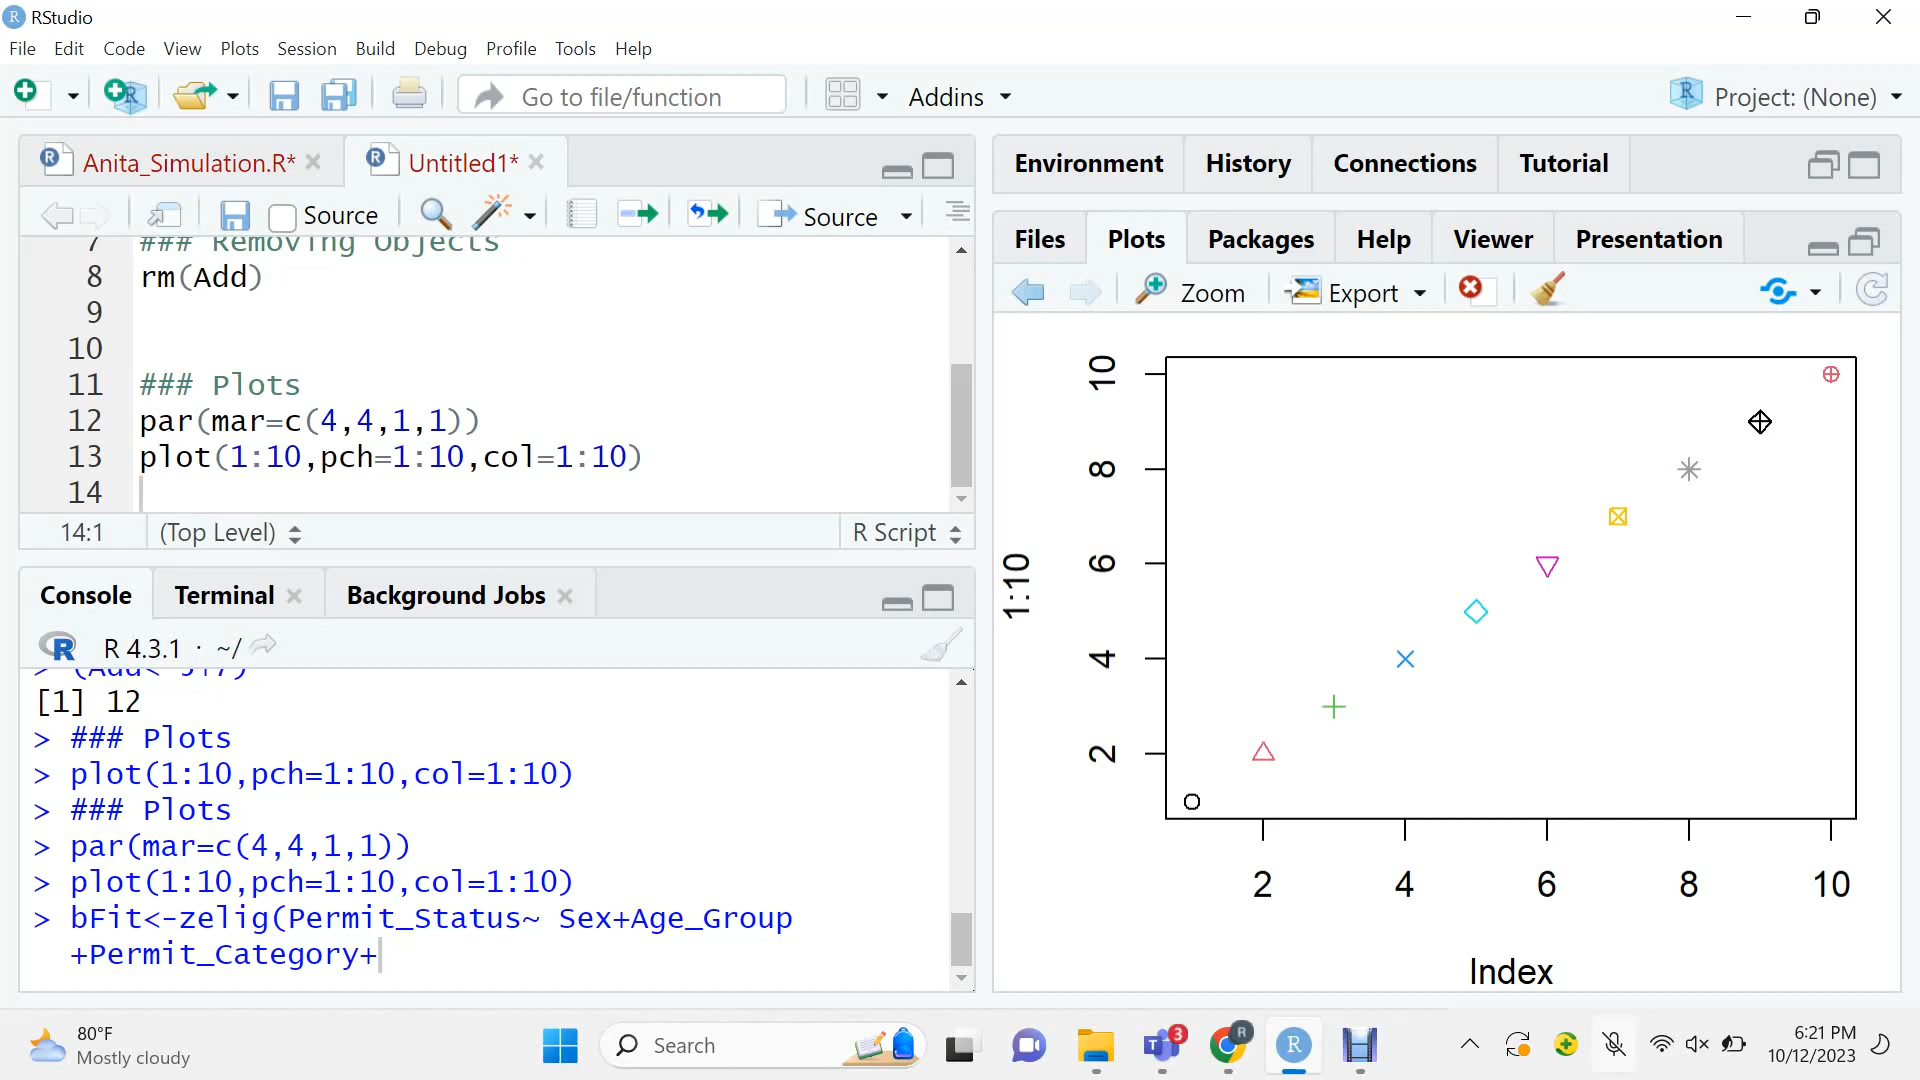 RStudio
File Edit Code View Plots Session Build Debug Profile Tools Help
Go to file/function Addins Project: (None)
Anita_Simulation.R* Untitled1*
Source Source
7 ### Removing Objects
8 rm(Add)
9
10
11 ### Plots
12 par(mar=c(4,4,1,1))
13 plot(1:10,pch=1:10,col=1:10)
14
14:1 (Top Level) R Script
Console Terminal Background Jobs
R 4.3.1 · ~/
[1] 12
> ### Plots
> plot(1:10,pch=1:10,col=1:10)
> ### Plots
> par(mar=c(4,4,1,1))
> plot(1:10,pch=1:10,col=1:10)
> bFit<-zelig(Permit_Status~ Sex+Age_Group
+Permit_Category+
Environment History Connections Tutorial
Files Plots Packages Help Viewer Presentation
Zoom Export
10
8
6
4
2
1:10
2 4 6 8 10
Index
80°F
Mostly cloudy
Search
3
R
6:21 PM
10/12/2023